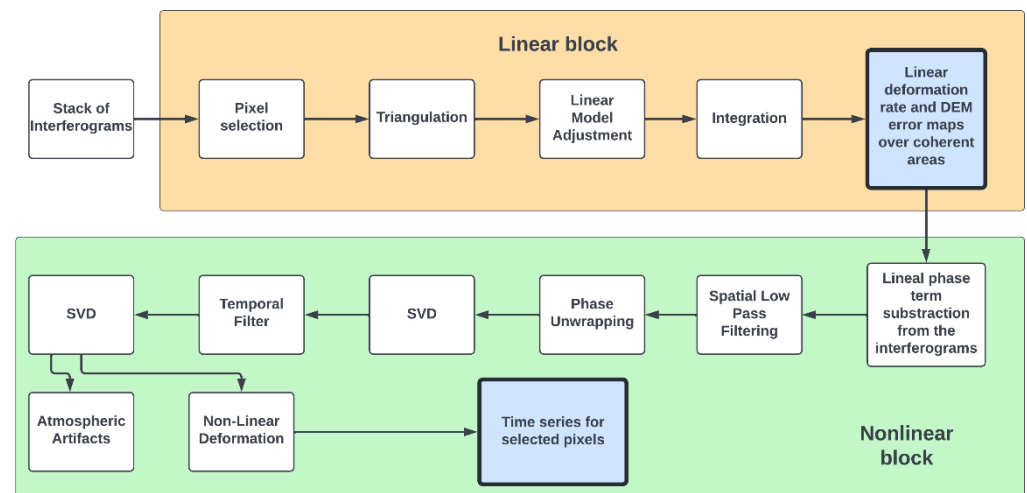 Linear block
Stack of
Interferograms
Pixel
selection
Triangulation
Linear
Model
Adjustment
Integration
Linear
deformation
rate and DEM
error maps
over coherent
areas
Lineal phase
term
substraction
from the
interferograms
Spatial Low
Pass
Filtering
Phase
Unwrapping
SVD
Temporal
Filter
SVD
Atmospheric
Artifacts
Non-Linear
Deformation
Time series for
selected pixels
Nonlinear
block